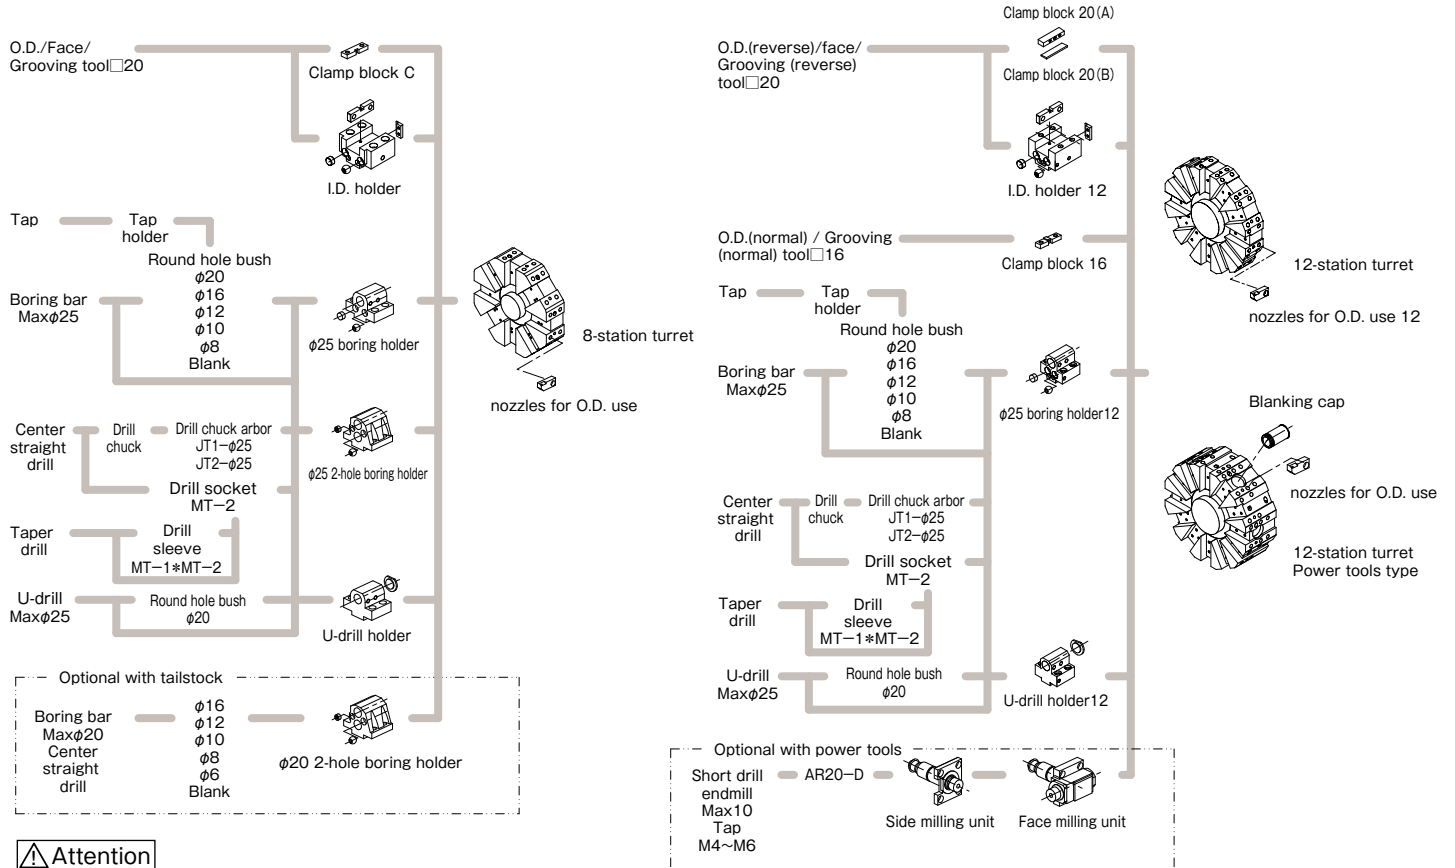 O.D./Face/
Grooving tool□20
Clamp block C
I.D. holder
Tap
Tap
holder
Round hole bush
φ20
φ16
φ12
φ10
φ8
Blank
Boring bar
Maxφ25
φ25 boring holder
Center
straight
drill
Drill
chuck
Drill chuck arbor
JT1−φ25
JT2−φ25
φ25 2-hole boring holder
Drill socket
MT−2
Taper
drill
Drill
sleeve
MT−1*MT−2
U-drill
Maxφ25
Round hole bush
φ20
U-drill holder
8-station turret
nozzles for O.D. use
Optional with tailstock
Boring bar
Maxφ20
Center
straight
drill
φ16
φ12
φ10
φ8
φ6
Blank
φ20 2-hole boring holder
Attention
Clamp block 20(A)
O.D.(reverse)/face/
Grooving (reverse)
tool□20
Clamp block 20(B)
I.D. holder 12
O.D.(normal) / Grooving
(normal) tool□16
Clamp block 16
Tap
Tap
holder
Round hole bush
φ20
φ16
φ12
φ10
φ8
Blank
Boring bar
Maxφ25
φ25 boring holder12
Center
straight
drill
Drill
chuck
Drill chuck arbor
JT1−φ25
JT2−φ25
Drill socket
MT−2
Taper
drill
Drill
sleeve
MT−1*MT−2
U-drill
Maxφ25
Round hole bush
φ20
U-drill holder12
12-station turret
nozzles for O.D. use 12
Blanking cap
nozzles for O.D. use
12-station turret
Power tools type
Optional with power tools
Short drill
endmill
Max10
Tap
M4~M6
AR20−D
Side milling unit
Face milling unit